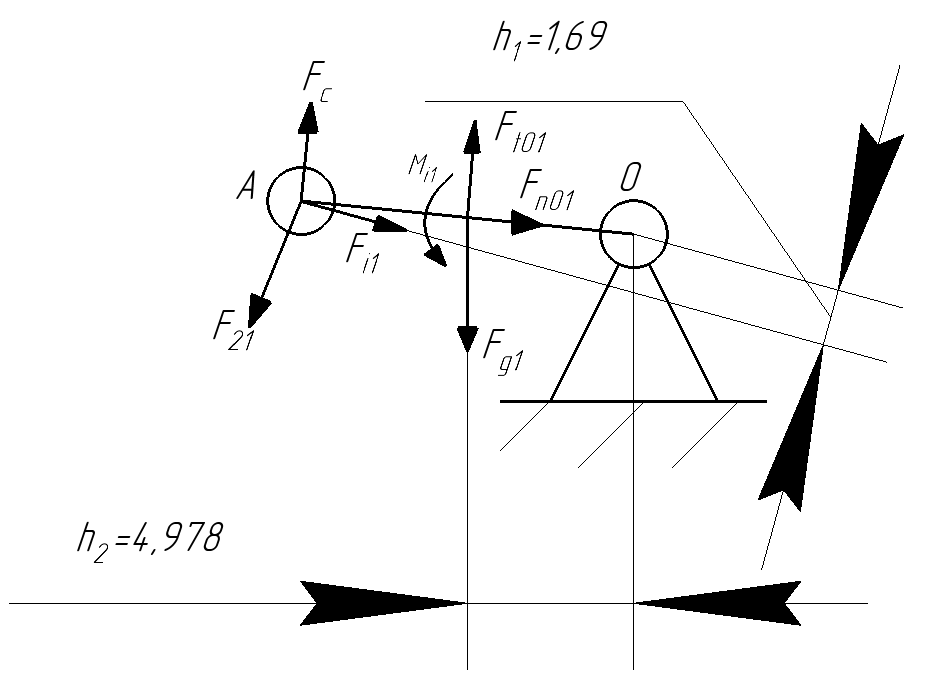 h1=1,69
Fc
Ft01
Mi1
A
Fn01
O
Fi1
F21
Fg1
h2=4,978